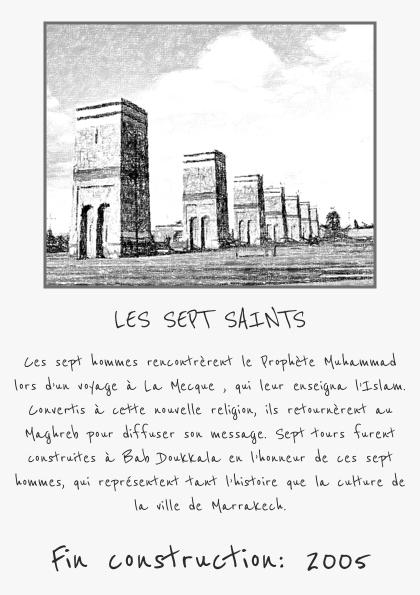 LES SEPT SAINTS
Ces sept hommes rencontrèrent le Prophète Muhammad
lors d'un voyage à La Mecque , qui leur enseigna l'Islam.
Convertis à cette nouvelle religion, ils retournèrent au
Maghreb pour diffuser son message. Sept tours furent
construites à Bab Doukkala en l'honneur de ces sept
hommes, qui représentent tant l'histoire que la culture de
la ville de Marrakech.
Fin construction: 2005